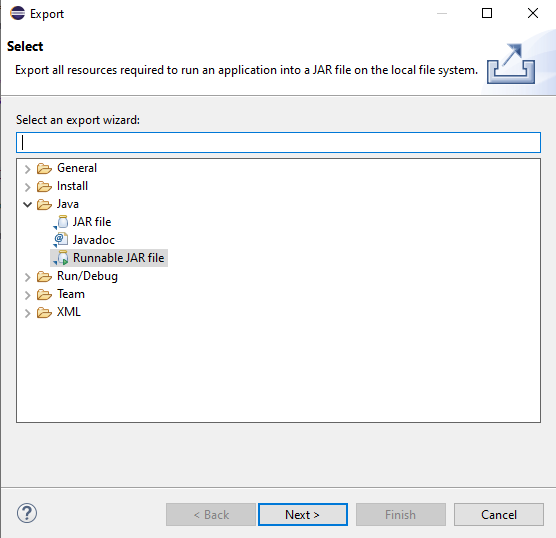 Export
Select
Export all resources required to run an application into a JAR file on the local file system.
Select an export wizard:
General
Install
Java
JAR file
@ Javadoc
Runnable JAR file
Run/Debug
Team
XML
?
< Back
Next >
Finish
Cancel